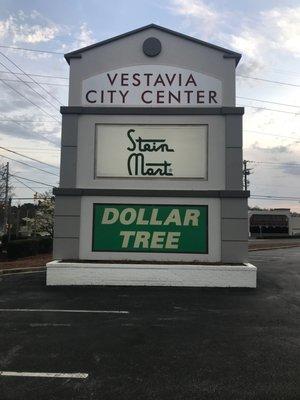 VESTAVIA
CITY CENTER
Stein
Mart
DOLLAR
TREE